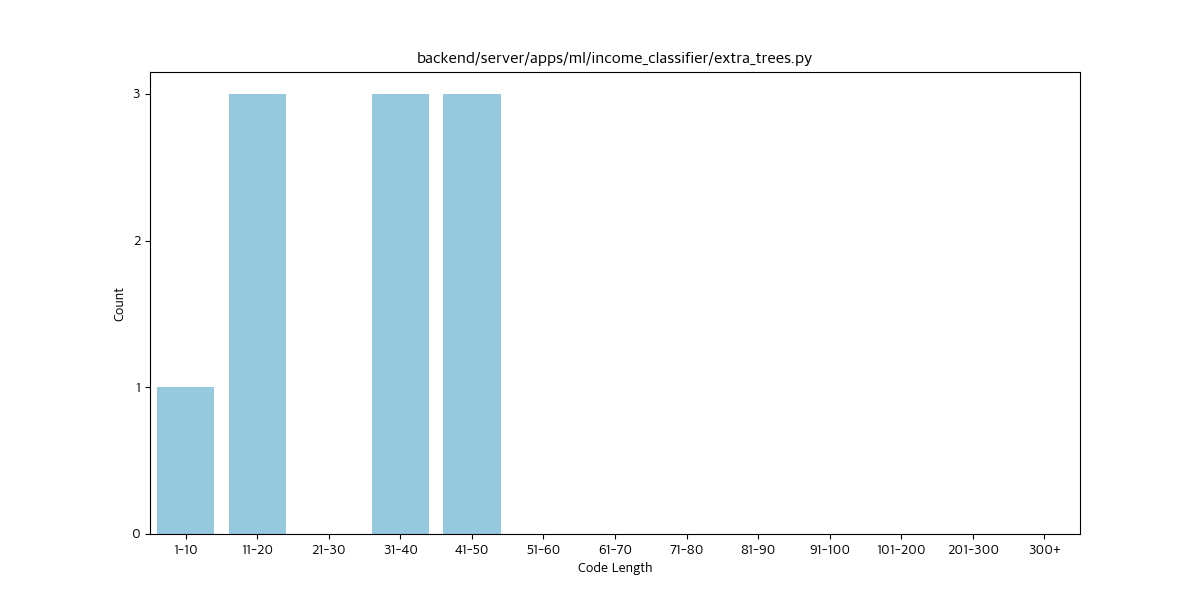 backend/server/apps/ml/income_classifier/extra_trees.py
3
2
1
0
Count
1-10 11-20 21-30 31-40 41-50 51-60 61-70 71-80 81-90 91-100 101-200 201-300 300+
Code Length